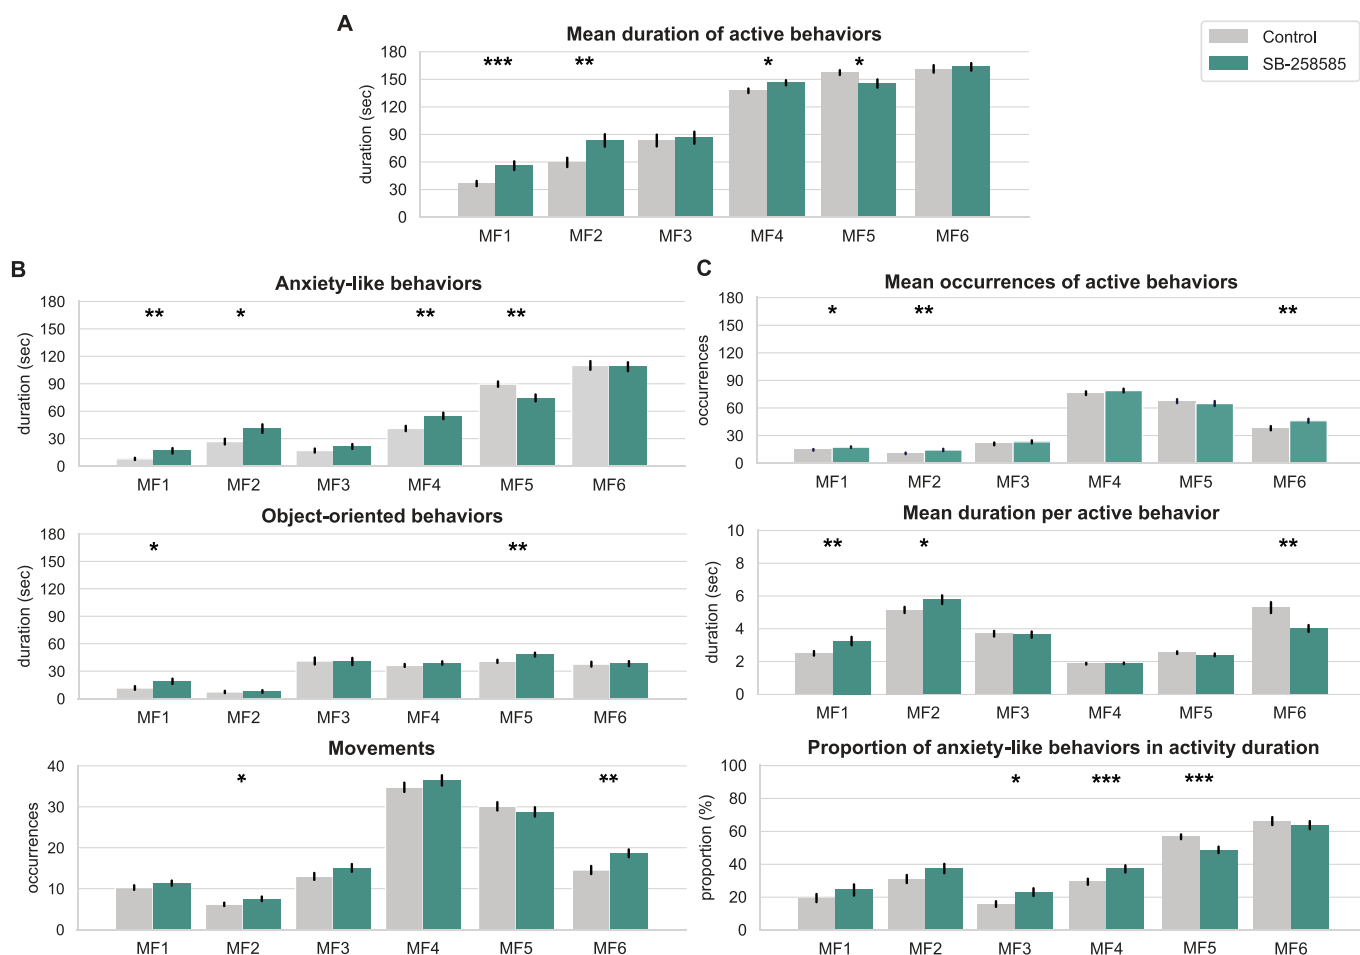 A
Mean duration of active behaviors
Control
SB-258585
duration (sec)
180
150
120
90
60
30
0
*** ** * *
MF1 MF2 MF3 MF4 MF5 MF6
B
Anxiety-like behaviors
duration (sec)
180
150
120
90
60
30
0
** * ** **
MF1 MF2 MF3 MF4 MF5 MF6
Object-oriented behaviors
duration (sec)
180
150
120
90
60
30
0
* **
MF1 MF2 MF3 MF4 MF5 MF6
Movements
occurrences
40
30
20
10
0
* **
MF1 MF2 MF3 MF4 MF5 MF6
C
Mean occurrences of active behaviors
occurrences
180
150
120
90
60
30
0
* ** **
MF1 MF2 MF3 MF4 MF5 MF6
Mean duration per active behavior
duration (sec)
10
8
6
4
2
0
** * **
MF1 MF2 MF3 MF4 MF5 MF6
Proportion of anxiety-like behaviors in activity duration
proportion (%)
100
80
60
40
20
0
* *** ***
MF1 MF2 MF3 MF4 MF5 MF6